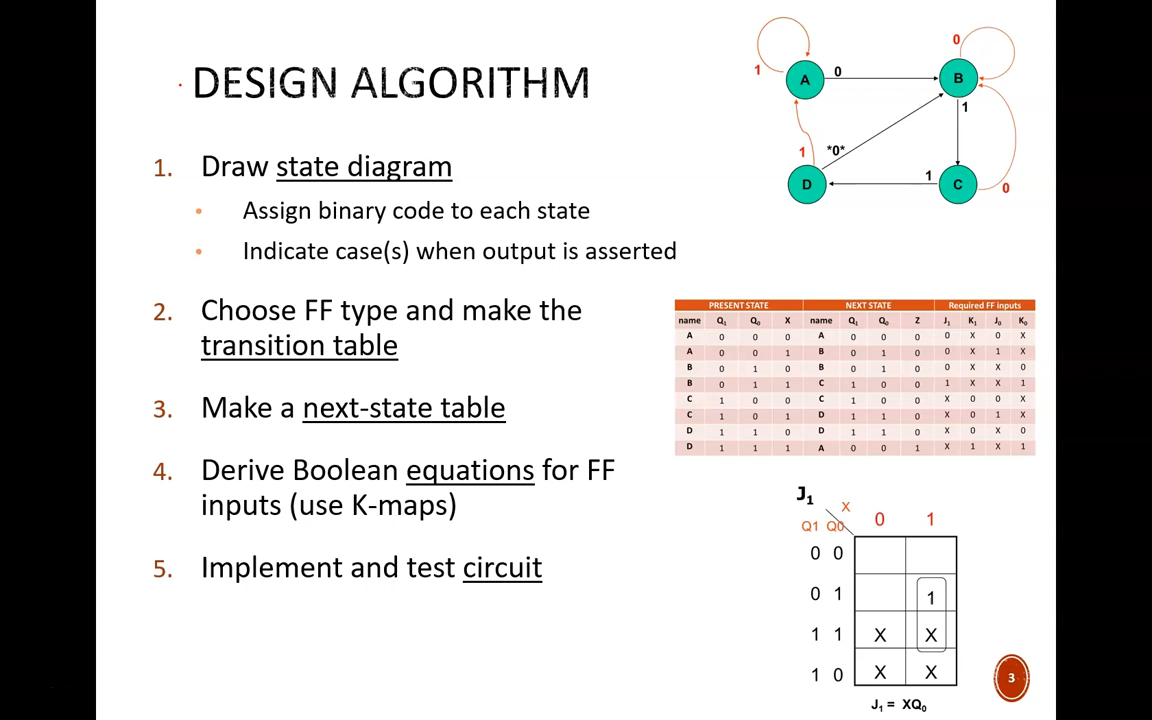 DESIGN ALGORITHM
1. Draw state diagram
• Assign binary code to each state
• Indicate case(s) when output is asserted
2. Choose FF type and make the
transition table
3. Make a next-state table
4. Derive Boolean equations for FF
inputs (use K-maps)
5. Implement and test circuit
0
1 A 0 B
1
1 *0* 1
D C 0
PRESENT STATE NEXT STATE Required FF inputs
name Q1 Q0 X name Q1 Q0 Z J1 K1 J0 K0
A 0 0 0 A 0 0 0 0 X 0 X
A 0 0 1 B 0 1 0 0 X 1 X
B 0 1 0 B 0 1 0 0 X X 0
B 0 1 1 C 1 0 0 1 X X 1
C 1 0 0 C 1 0 0 X 0 0 X
C 1 0 1 D 1 1 0 X 0 1 X
D 1 1 0 D 1 1 0 X 0 X 0
D 1 1 1 A 0 0 1 X 1 X 1
J1
X
Q1 Q0 0 1
0 0
0 1 1
1 1 X X
1 0 X X
J1 = XQ0
3